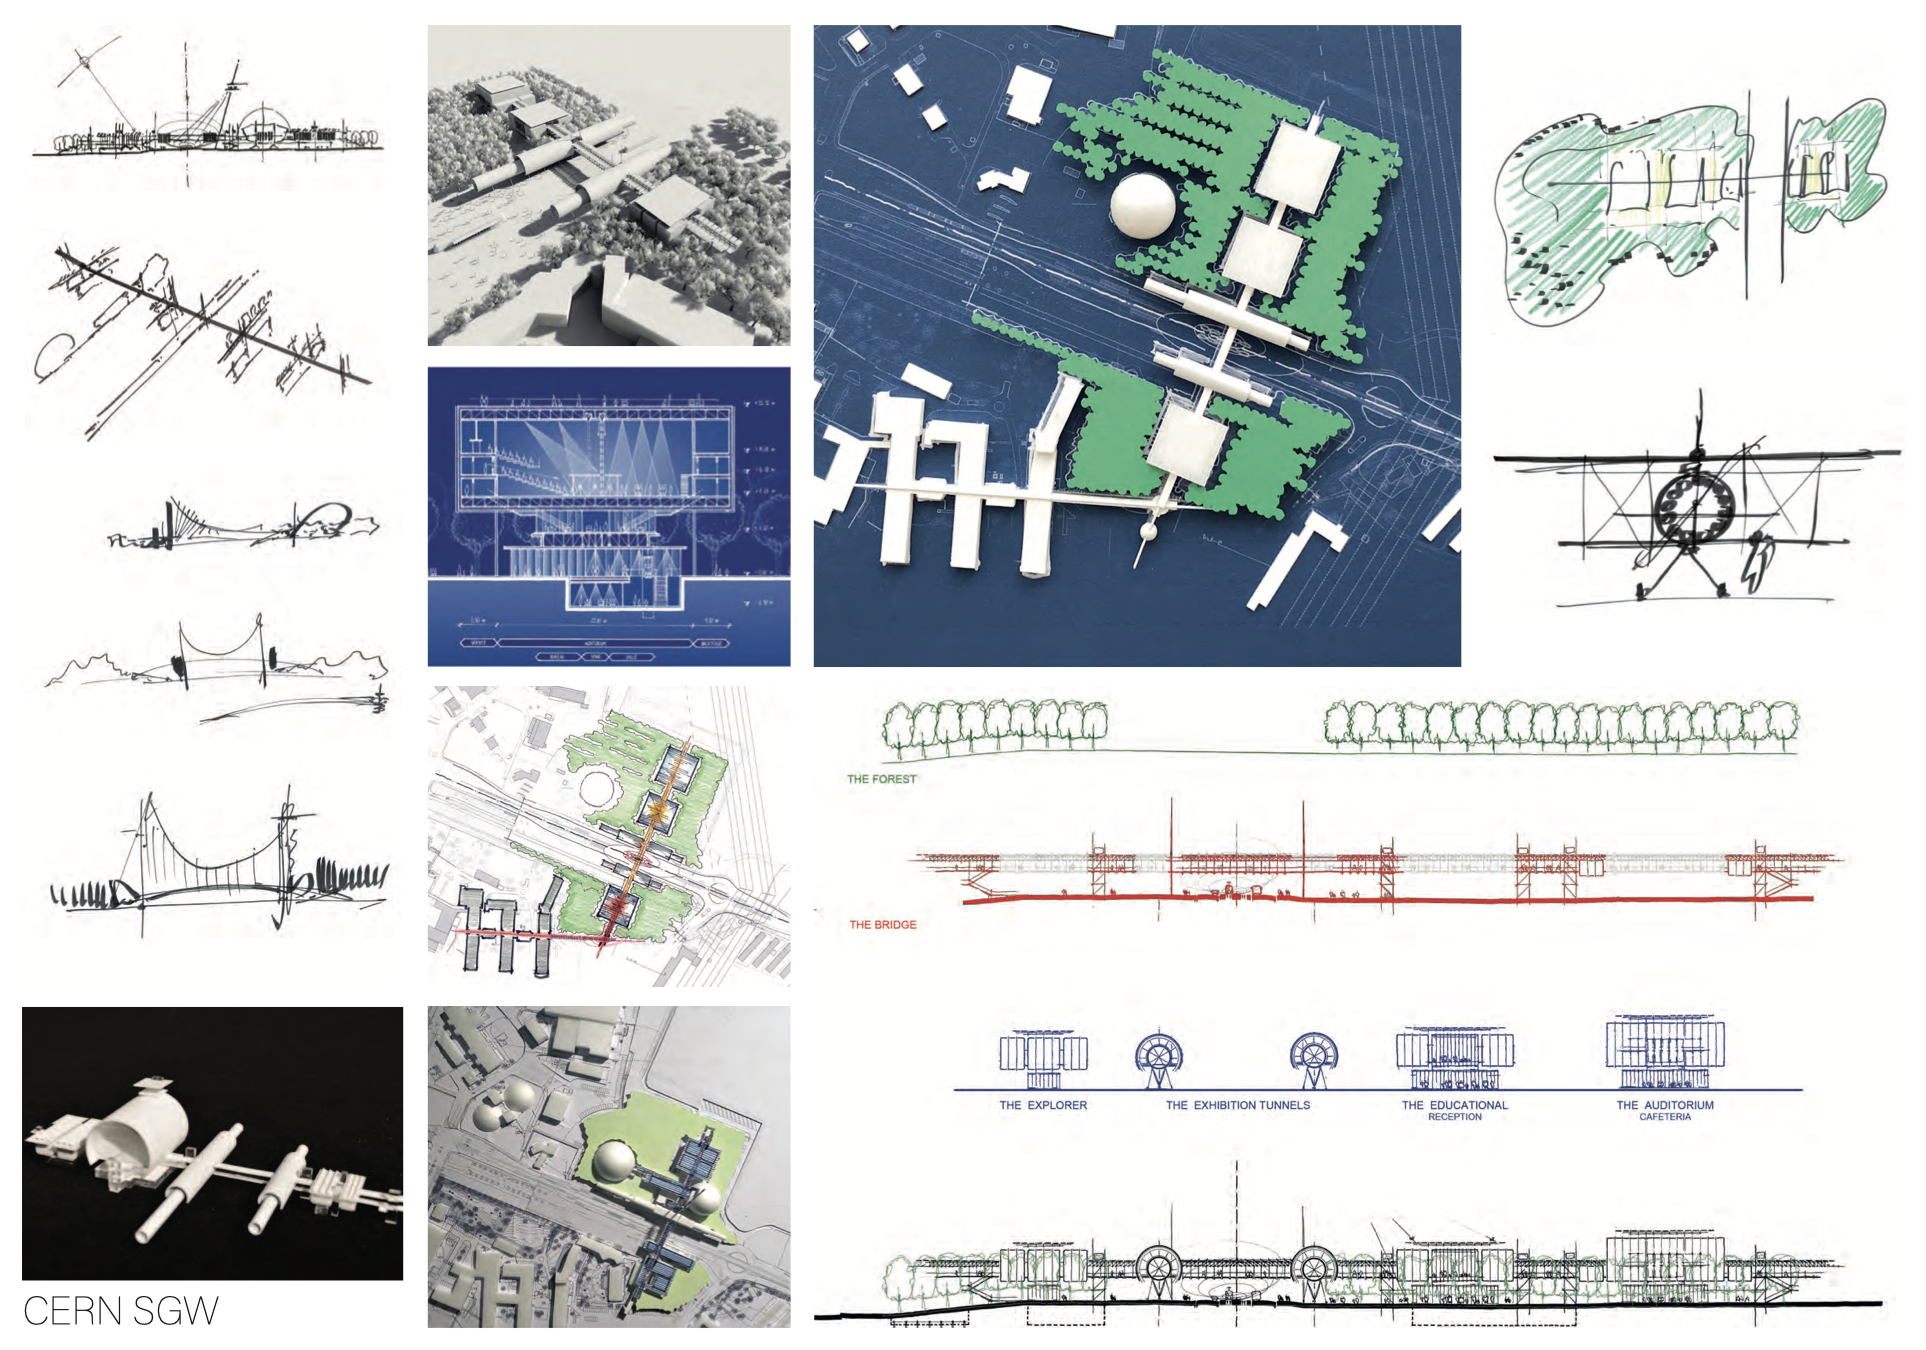 THE FOREST
THE BRIDGE
THE EXPLORER
THE EXHIBITION TUNNELS
THE EDUCATIONAL
RECEPTION
THE AUDITORIUM
CAFETERIA
CERN SGW